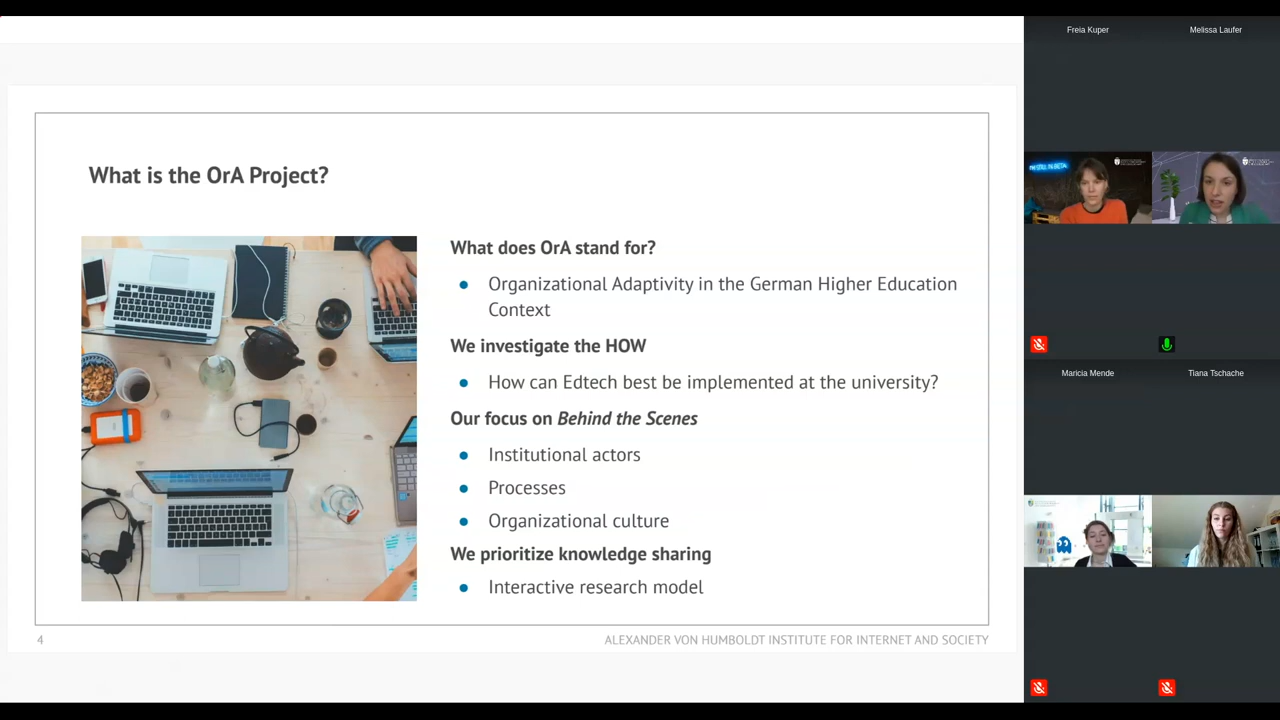 Freia Kuper
Melissa Laufer
What is the OrA Project?
What does OrA stand for?
Organizational Adaptivity in the German Higher Education
Context
We investigate the HOW
How can Edtech best be implemented at the university?
Our focus on Behind the Scenes
Institutional actors
Processes
Organizational culture
We prioritize knowledge sharing
Interactive research model
4
ALEXANDER VON HUMBOLDT INSTITUTE FOR INTERNET AND SOCIETY
Maricia Mende
Tiana Tschache